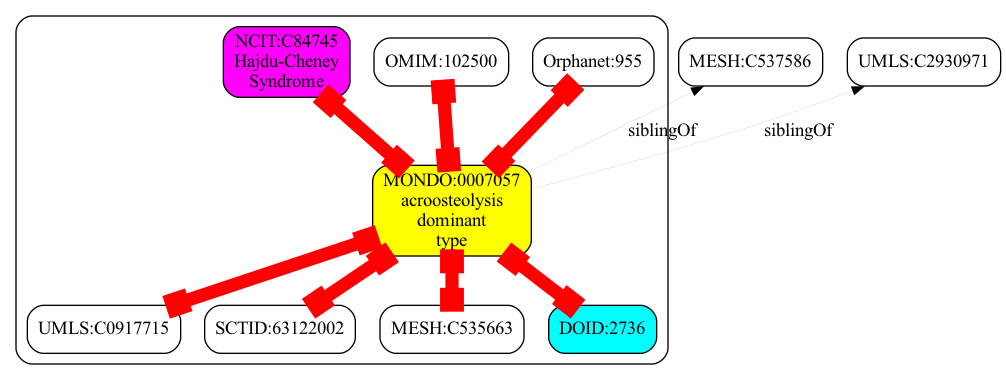 NCIT:C84745
Hajdu-Cheney
Syndrome
OMIM:102500
Orphanet:955
MESH:C537586
UMLS:C2930971
siblingOf
siblingOf
MONDO:0007057
acroosteolysis
dominant
type
UMLS:C0917715
SCTID:63122002
MESH:C535663
DOID:2736